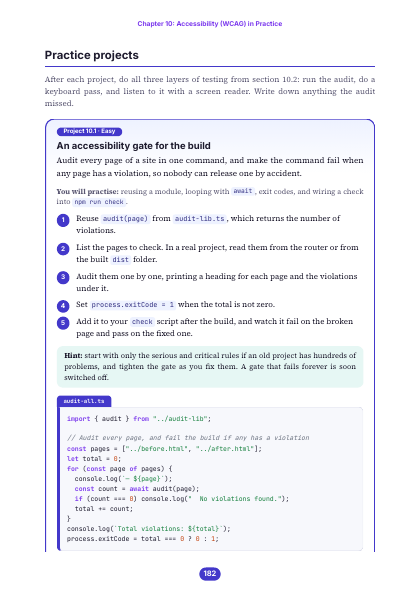 Chapter 10: Accessibility (WCAG) in Practice
Practice projects
After each project, do all three layers of testing from section 10.2: run the audit, do a
keyboard pass, and listen to it with a screen reader. Write down anything the audit
missed.
Project 10.1 · Easy
An accessibility gate for the build
Audit every page of a site in one command, and make the command fail when
any page has a violation, so nobody can release one by accident.
You will practise: reusing a module, looping with await, exit codes, and wiring a check
into npm run check.
1 Reuse audit(page) from audit-lib.ts, which returns the number of
violations.
2 List the pages to check. In a real project, read them from the router or from
the built dist folder.
3 Audit them one by one, printing a heading for each page and the violations
under it.
4 Set process.exitCode = 1 when the total is not zero.
5 Add it to your check script after the build, and watch it fail on the broken
page and pass on the fixed one.
Hint: start with only the serious and critical rules if an old project has hundreds of
problems, and tighten the gate as you fix them. A gate that fails forever is soon
switched off.
audit-all.ts
import { audit } from "../audit-lib";
// Audit every page, and fail the build if any has a violation
const pages = ["../before.html", "../after.html"];
let total = 0;
for (const page of pages) {
  console.log(`— ${page}`);
  const count = await audit(page);
  if (count === 0) console.log("  No violations found.");
  total += count;
}
console.log(`Total violations: ${total}`);
process.exitCode = total === 0 ? 0 : 1;
182